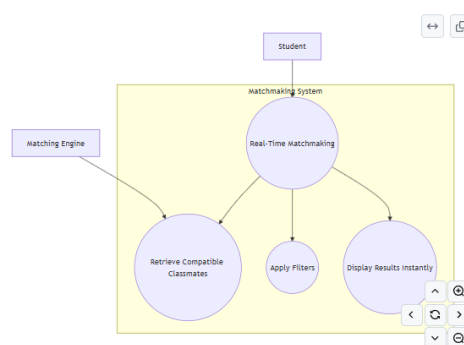 Student
Matchmaking System
Matching Engine
Real-Time Matchmaking
Retrieve Compatible
Classmates
Apply Filters
Display Results Instantly